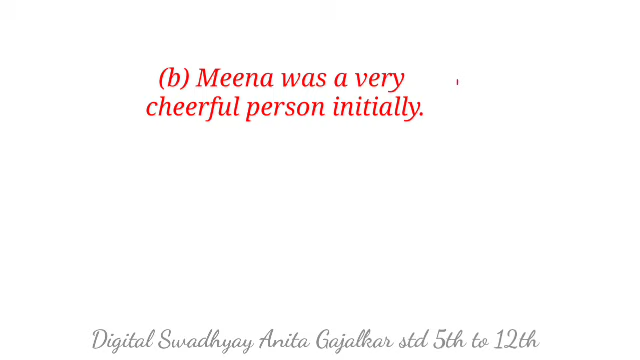 (b) Meena was a very
cheerful person initially.
Digital Swadhyay Anita Gajalkar std 5th to 12th